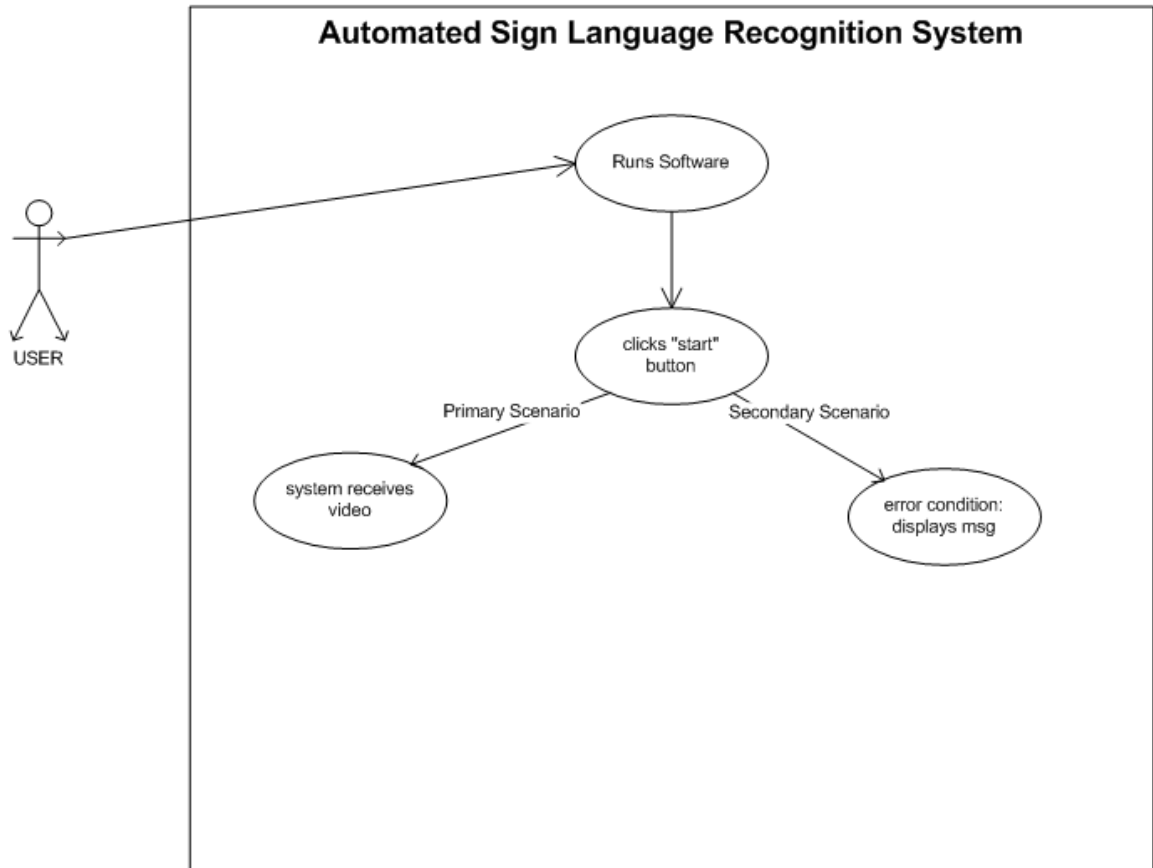 Automated Sign Language Recognition System
Runs Software
USER
clicks "start"
button
Primary Scenario
Secondary Scenario
system receives
video
error condition:
displays msg